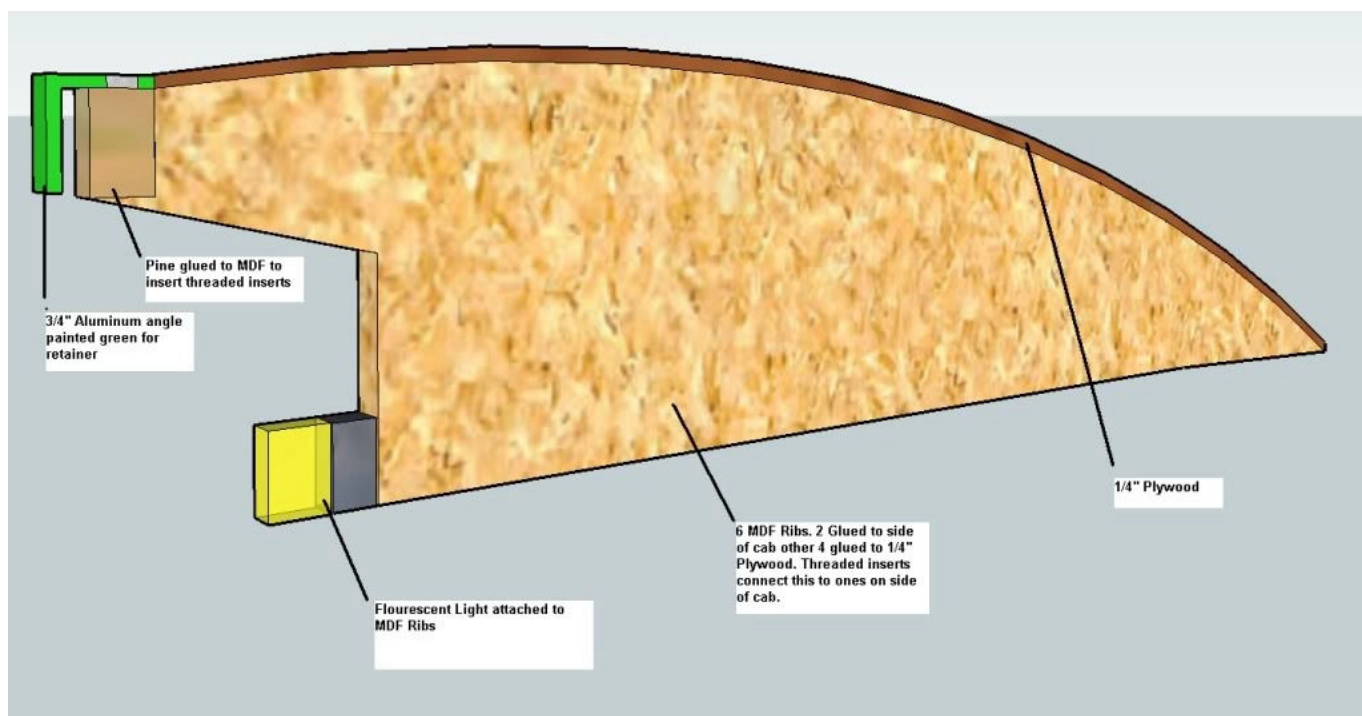 Pine glued to MDF to
insert threaded inserts
3/4" Aluminum angle
painted green for
retainer
1/4" Plywood
6 MDF Ribs. 2 Glued to side
of cab other 4 glued to 1/4"
Plywood. Threaded inserts
connect this to ones on side
of cab.
Flourescent Light attached to
MDF Ribs